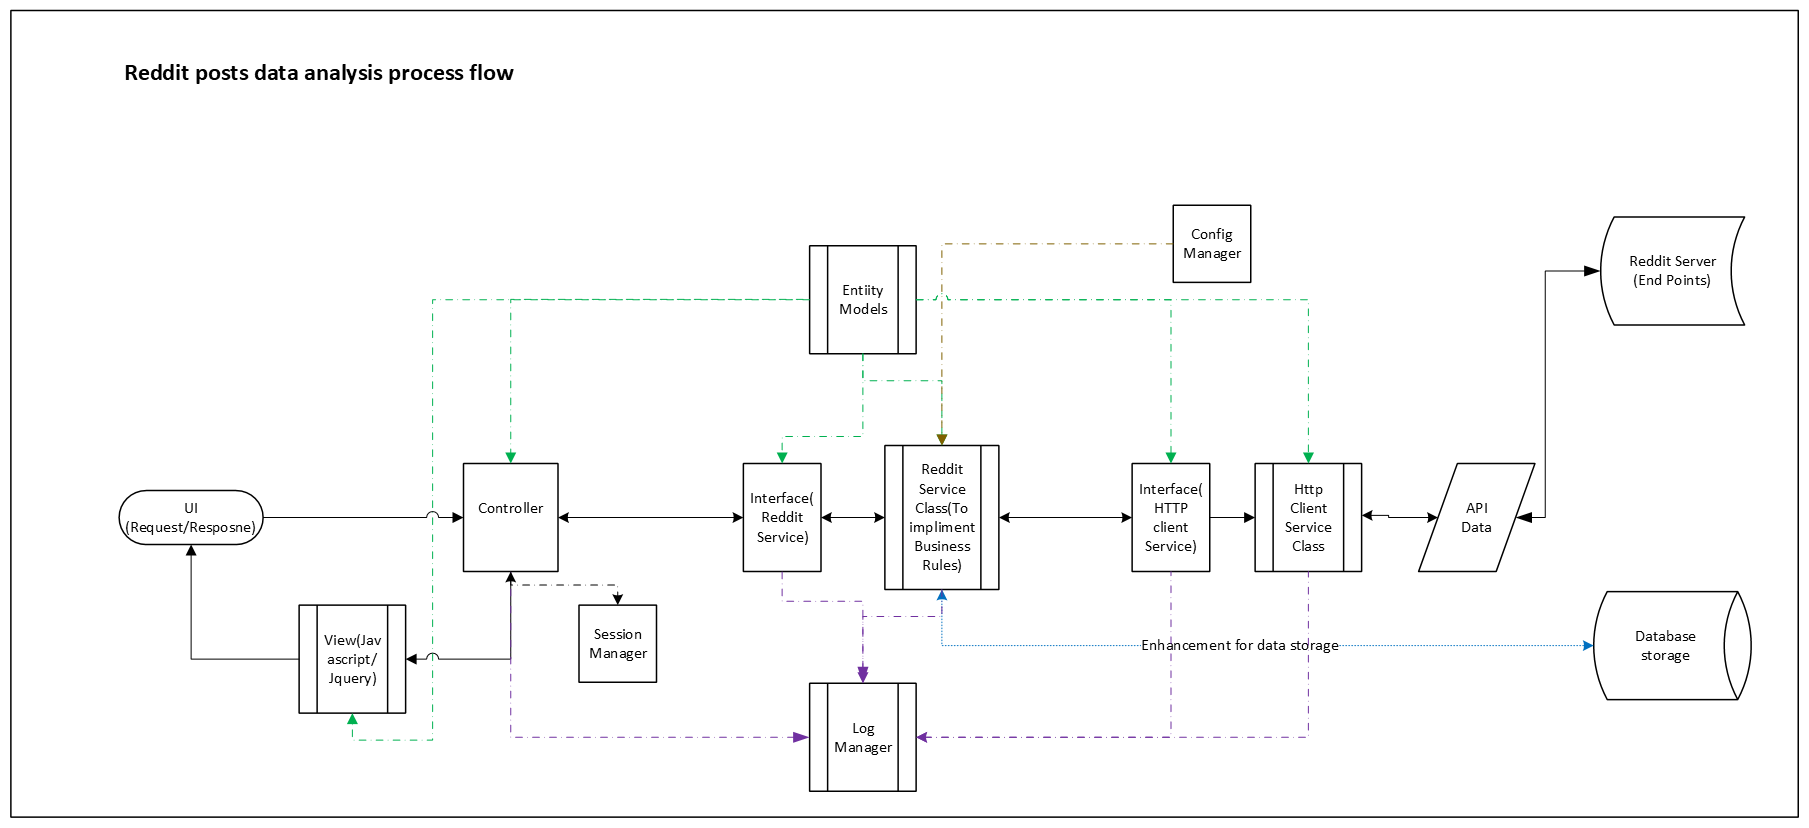 Reddit posts data analysis process flow
Config
Manager
Reddit Server
(End Points)
Entiity
Models
UI
(Request/Resposne)
Controller
Interface(
Reddit
Service)
Reddit
Service
Class(To
impliment
Business
Rules)
Interface(
HTTP
client
Service)
Http
Client
Service
Class
API
Data
View(Jav
ascript/
Jquery)
Session
Manager
Enhancement for data storage
Database
storage
Log
Manager